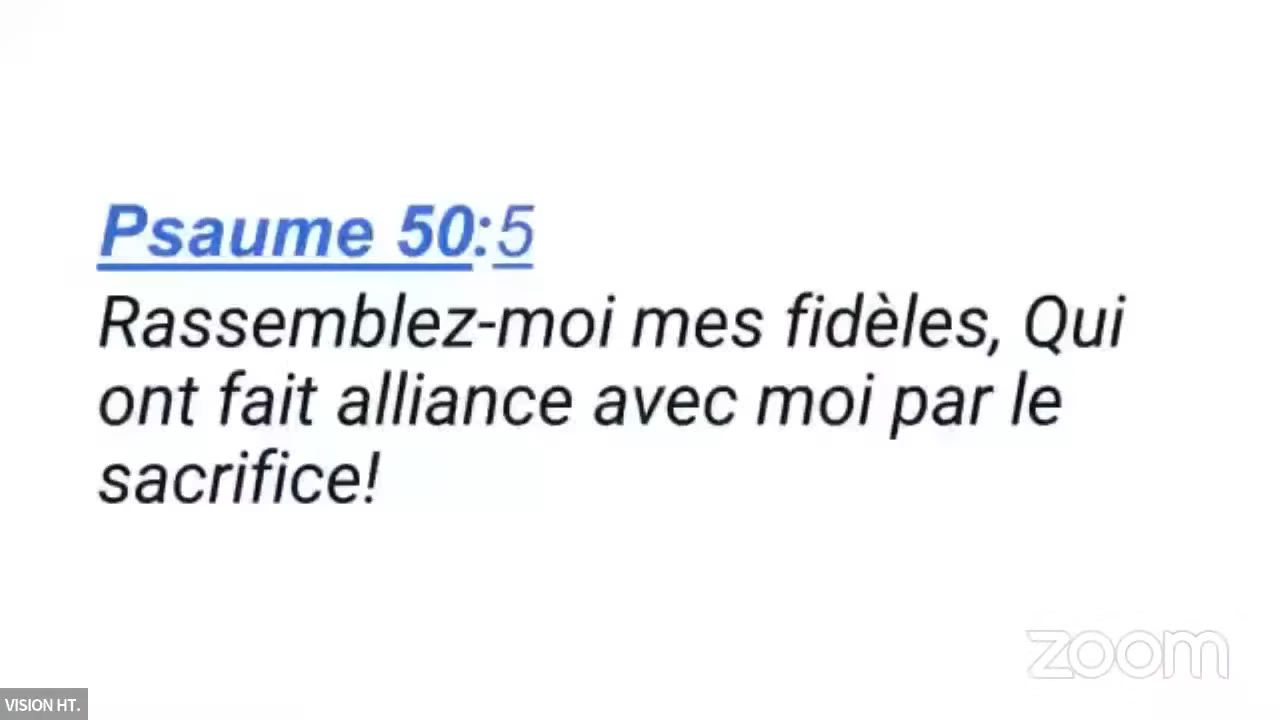 Psaume 50:5
Rassemblez-moi mes fidèles, Qui
ont fait alliance avec moi par le
sacrifice!
zoom
VISION HT.